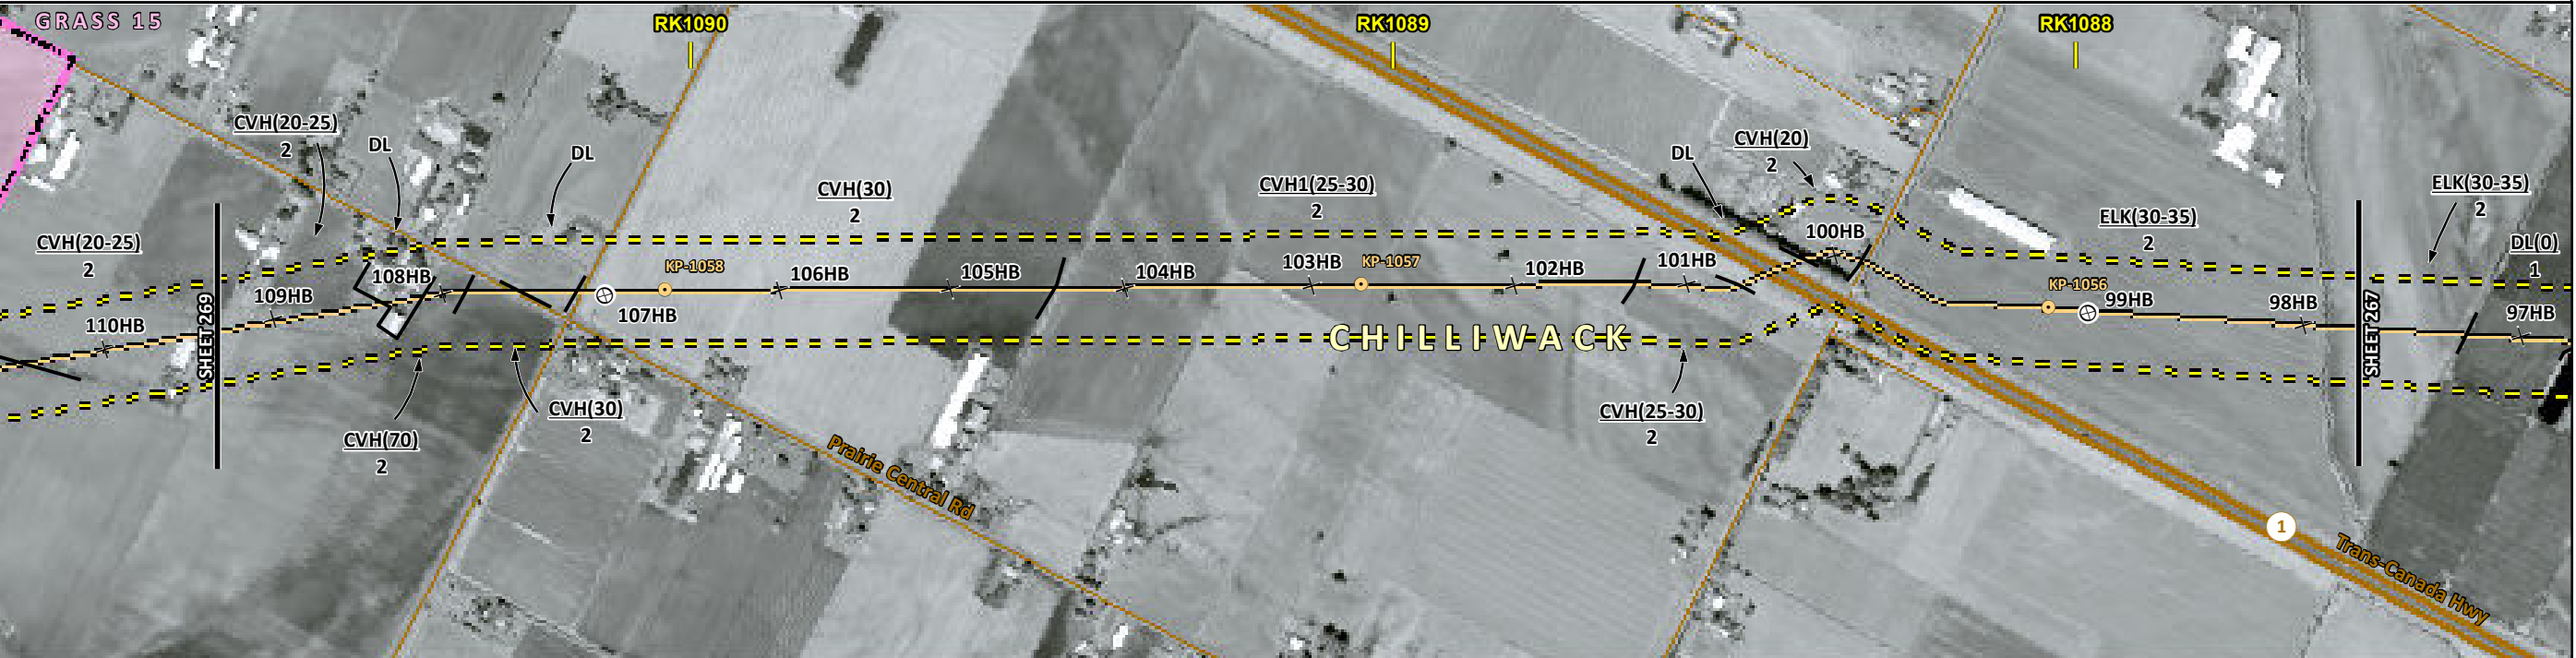 GRASS 15
RK1090
RK1089
RK1088
CVH(20-25)
2
DL
DL
CVH(30)
2
CVH1(25-30)
2
DL
CVH(20)
2
ELK(30-35)
2
ELK(30-35)
2
DL(0)
1
CVH(20-25)
2
110HB
SHEET 269
109HB
108HB
107HB
KP-1058
106HB
105HB
104HB
103HB
KP-1057
102HB
101HB
100HB
KP-1056
99HB
98HB
SHEET 267
97HB
CHILLIWACK
CVH(70)
2
CVH(30)
2
CVH(25-30)
2
Prairie Central Rd
1
Trans-Canada Hwy